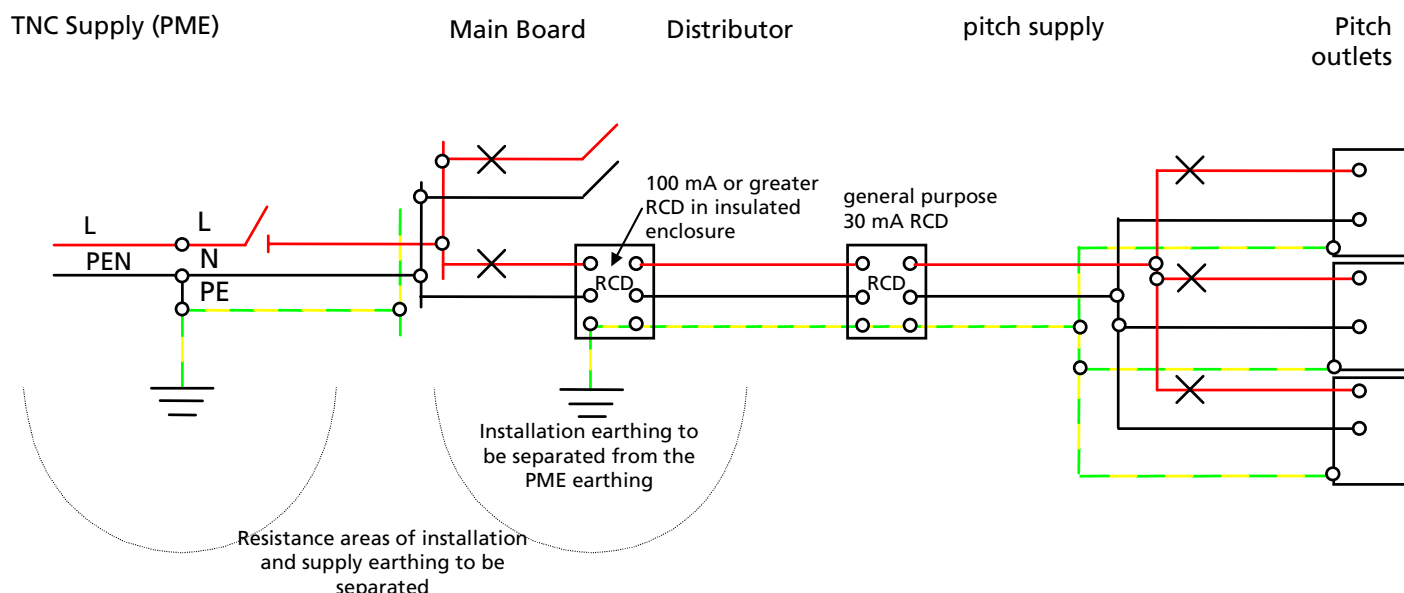 TNC Supply (PME)
Main Board
Distributor
pitch supply
Pitch
outlets
100 mA or greater
RCD in insulated
enclosure
general purpose
30 mA RCD
L
L
PEN
N
PE
RCD
RCD
Installation earthing to
be separated from the
PME earthing
Resistance areas of installation
and supply earthing to be
separated